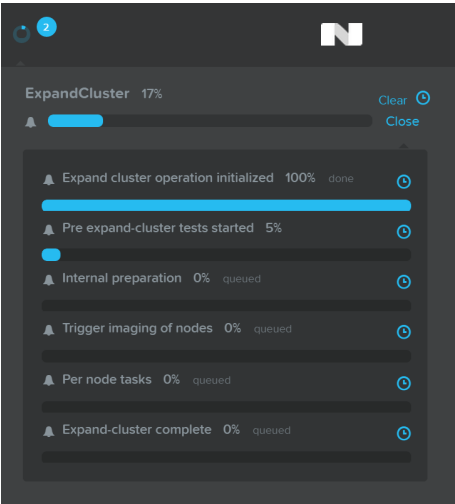 2
N
ExpandCluster 17%
Clear
Close
Expand cluster operation initialized 100% done
Pre expand-cluster tests started 5%
Internal preparation 0% queued
Trigger imaging of nodes 0% queued
Per node tasks 0% queued
Expand-cluster complete 0% queued